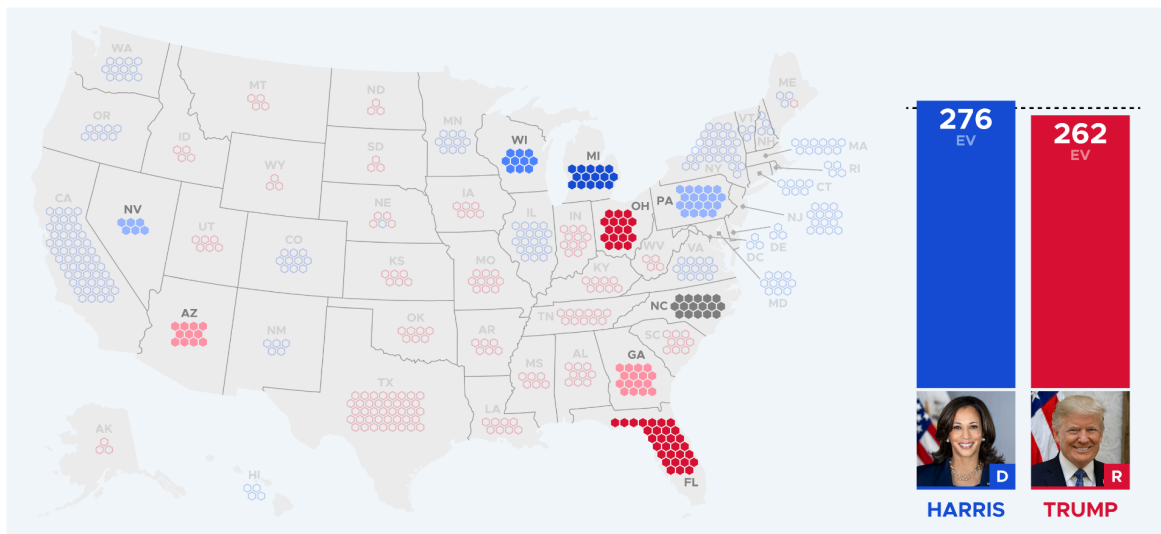 WA
MT
ND
MN
ME
OR
ID
SD
WI
MI
VT
NH
NY
MA
RI
CT
WY
IA
NE
PA
OH
NJ
CA
NV
UT
CO
IL
IN
WV
VA
DE
DC
MD
KS
MO
KY
AZ
NM
OK
TN
NC
AR
SC
MS
AL
GA
TX
LA
AK
HI
FL
276
EV
262
EV
D
R
HARRIS
TRUMP